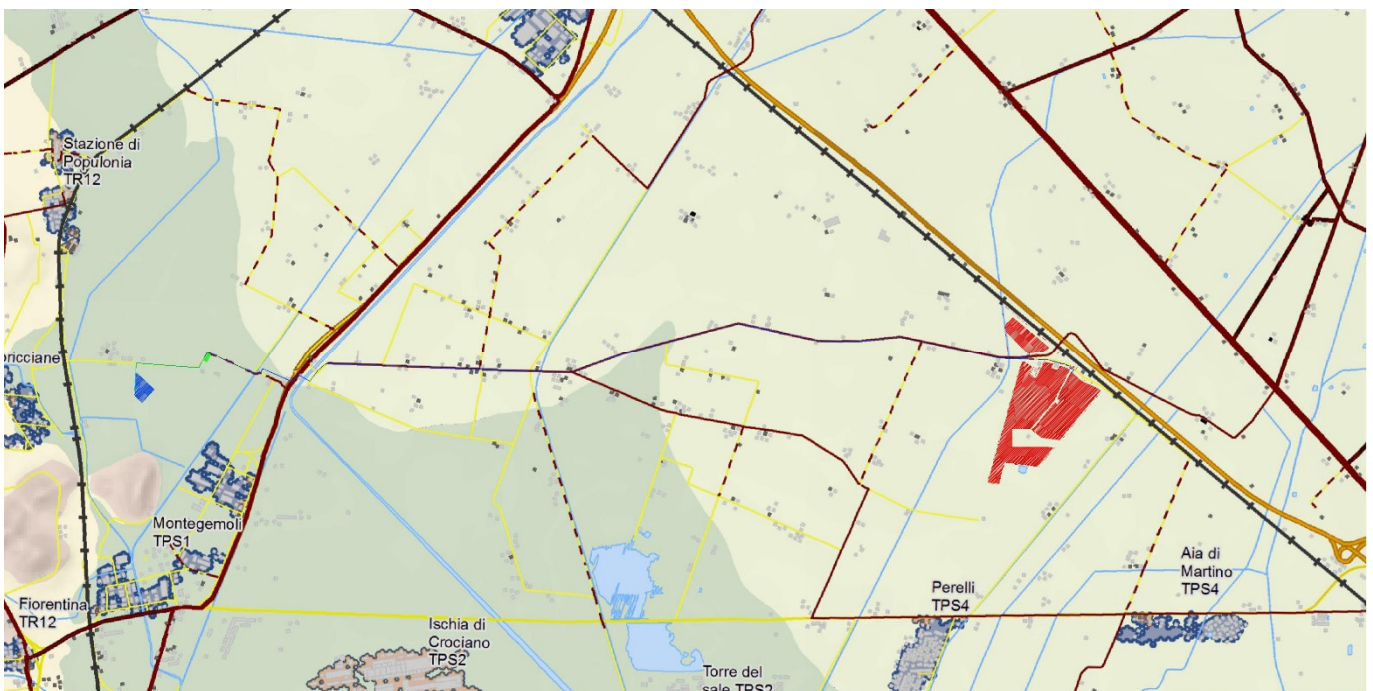 Stazione di
Populonia
TR12
oricciane
Montegemoli
TPS1
Fiorentina
TR12
Ischia di
Crociano
TPS2
Torre del
sale TPS2
Perelli
TPS4
Aia di
Martino
TPS4